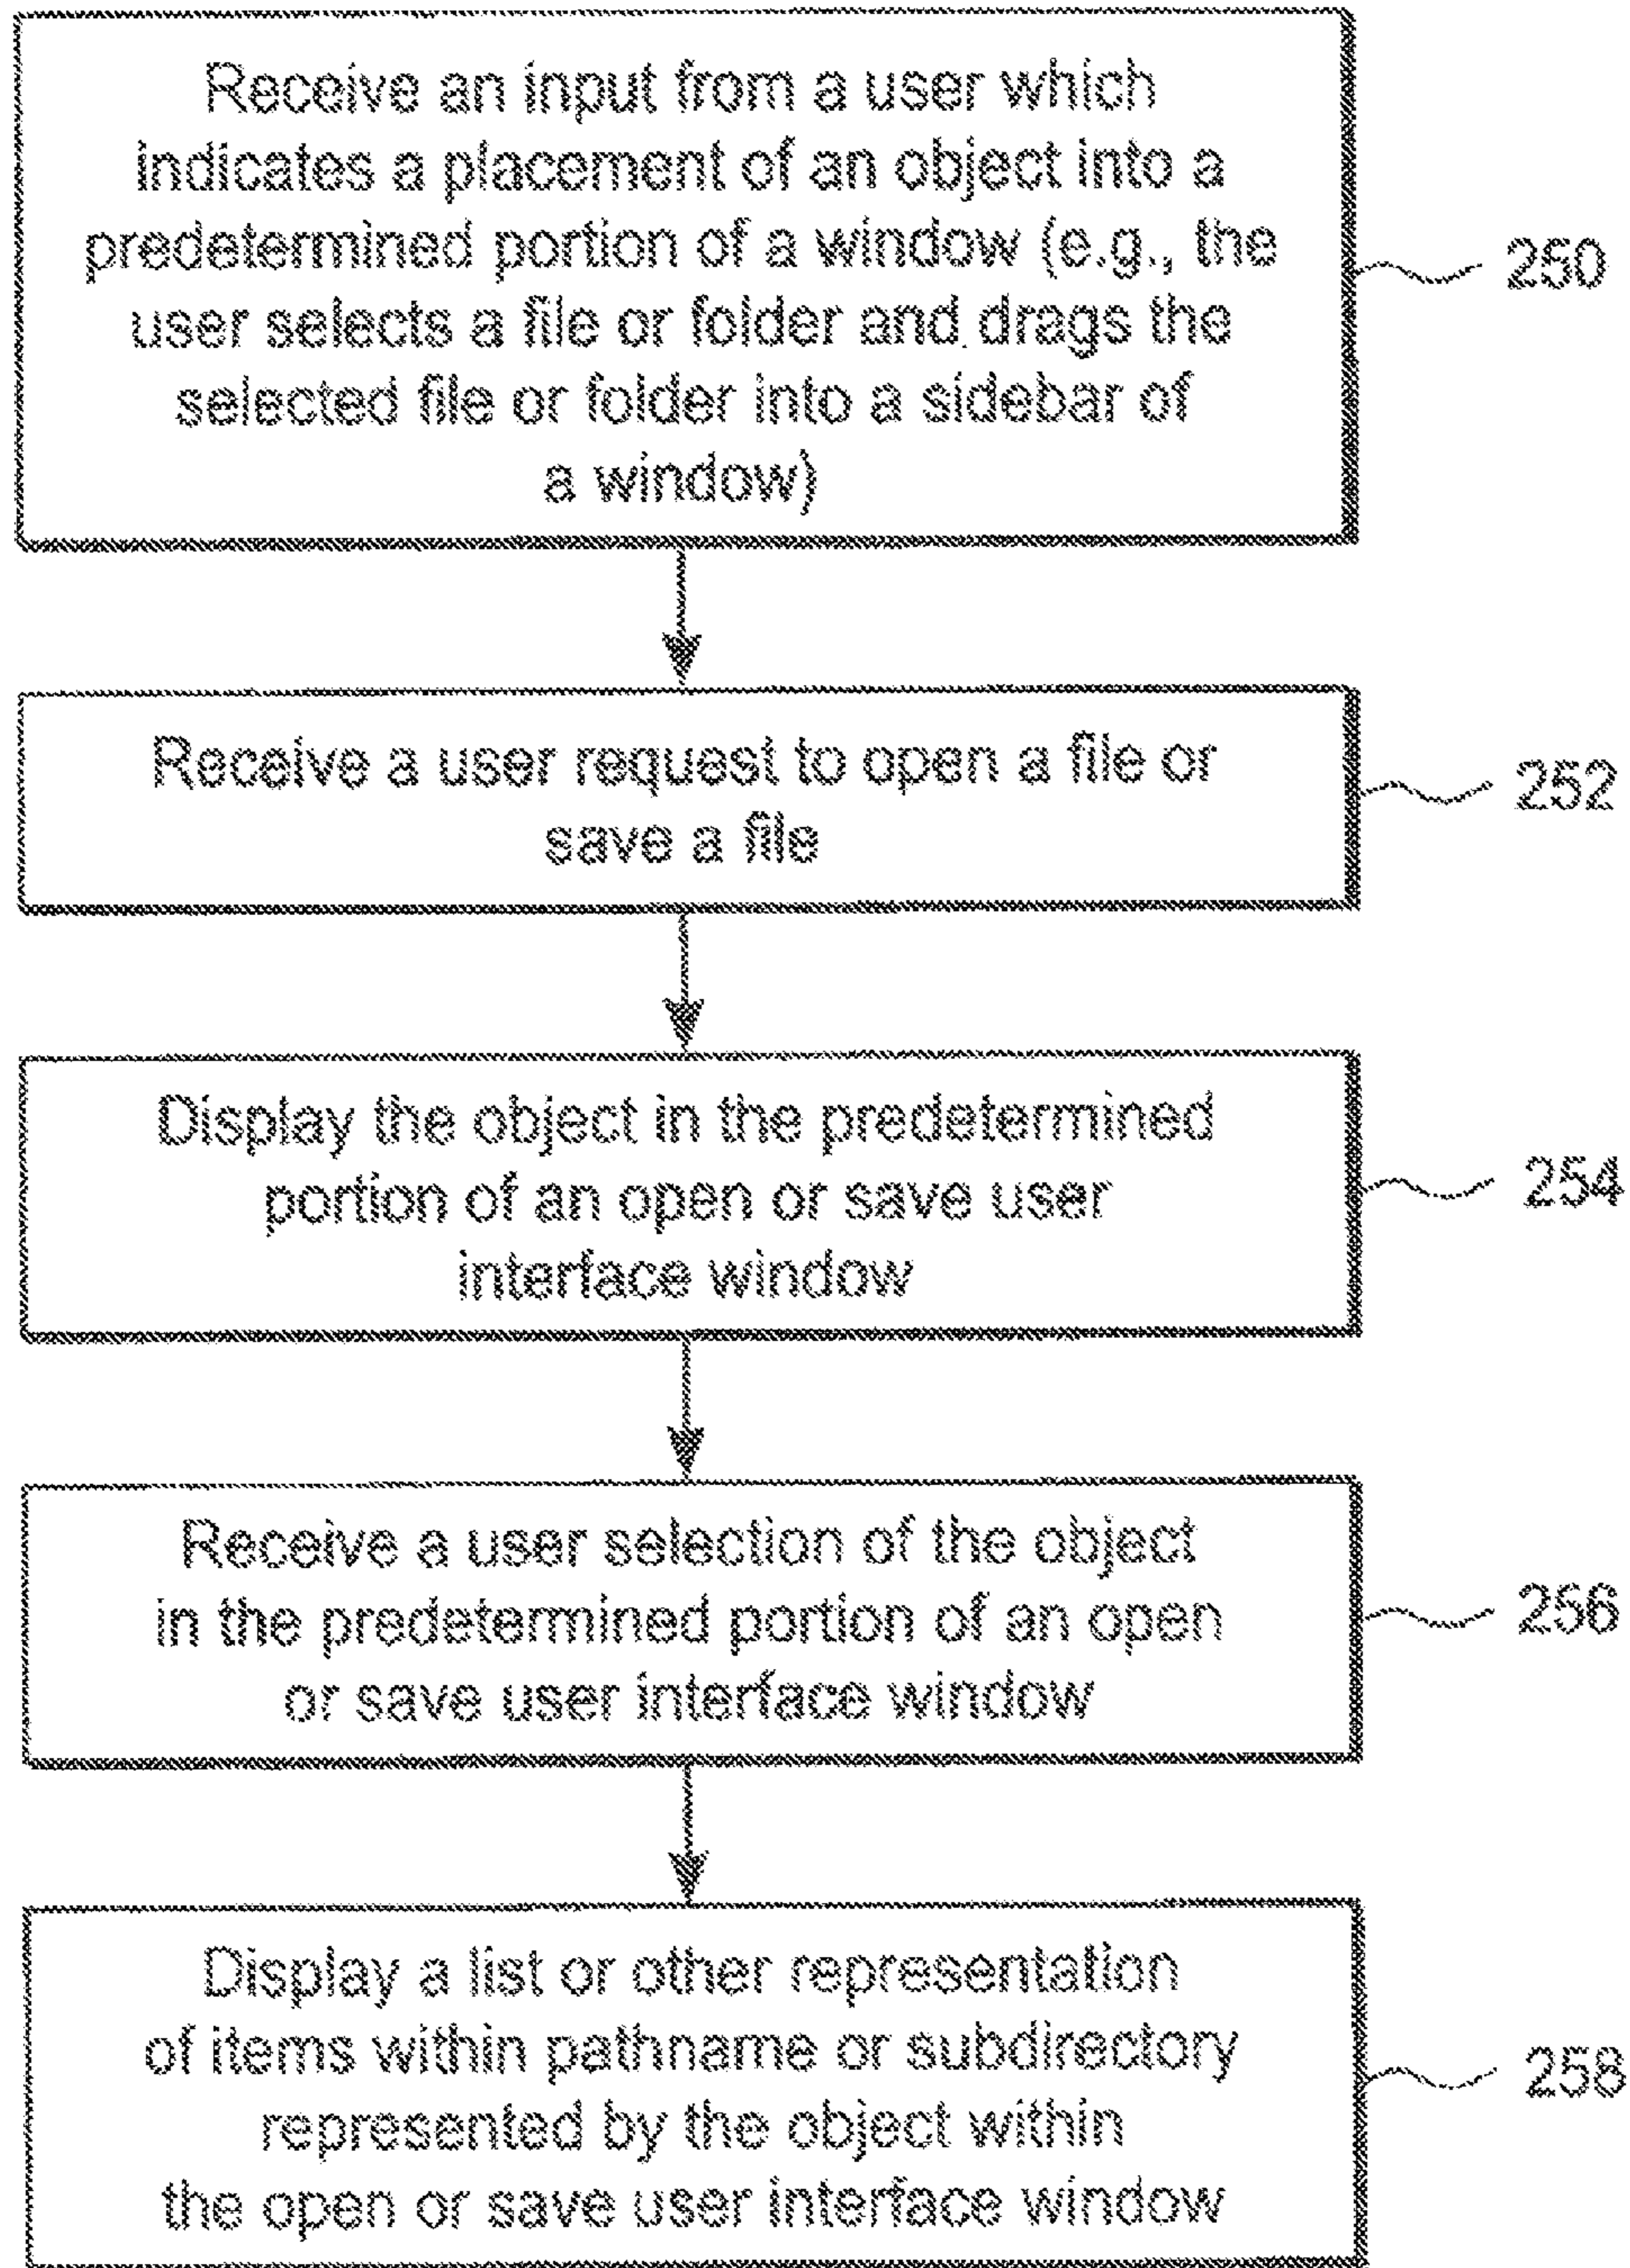 Receive an input from a user which
indicates a placement of an object into a
predetermined portion of a window (e.g., the
user selects a file or folder and drags the
selected file or folder into a sidebar of
a window)
250
Receive a user request to open a file or
save a file
252
Display the object in the predetermined
portion of an open or save user
interface window
254
Receive a user selection of the object
in the predetermined portion of an open
or save user interface window
256
Display a list or other representation
of items within pathname or subdirectory
represented by the object within
the open or save user interface window
258